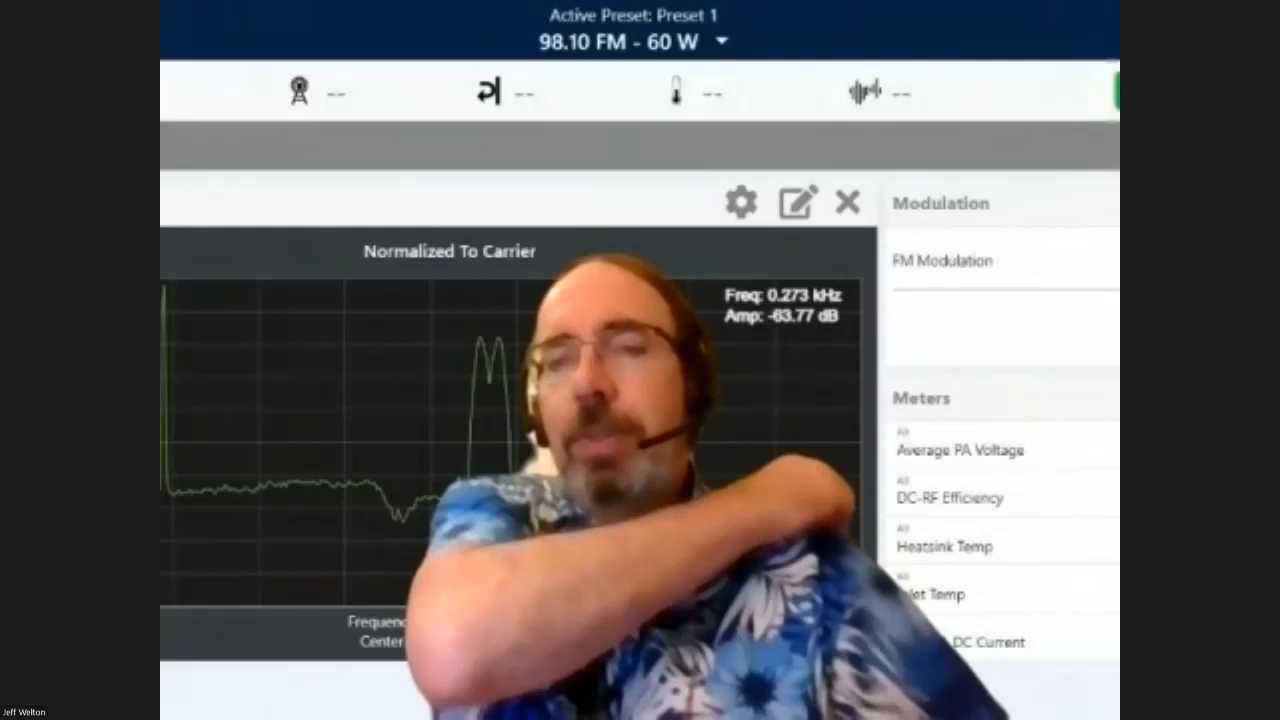 Active Preset: Preset 1
98.10 FM - 60 W
--
--
--
--
Modulation
Normalized To Carrier
FM Modulation
Freq: 0.273 kHz
Amp: -63.77 dB
Meters
All
Average PA Voltage
All
DC-RF Efficiency
All
Heatsink Temp
All
Temp
DC Current
Center
Jeff Welton